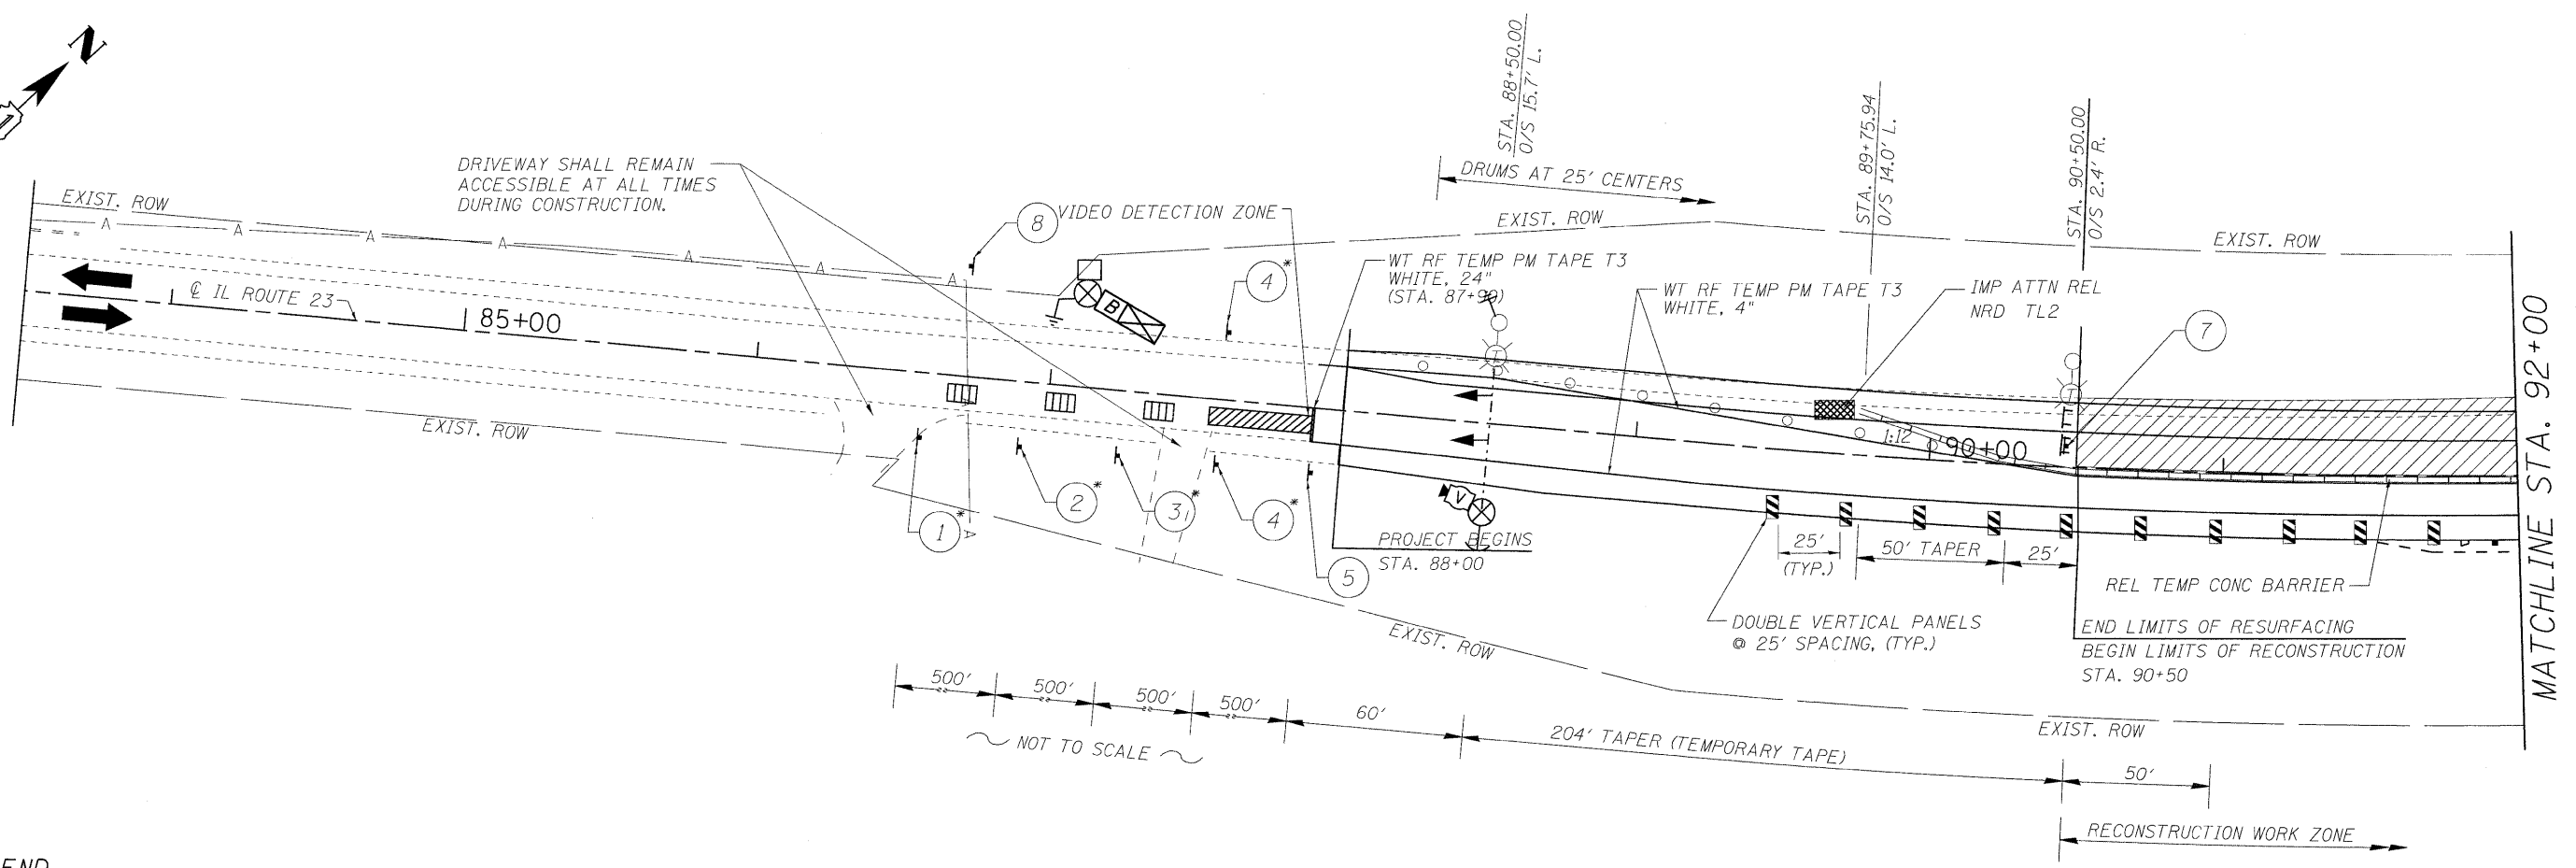 N
DRIVEWAY SHALL REMAIN
ACCESSIBLE AT ALL TIMES
DURING CONSTRUCTION.
EXIST. ROW
A A A A A A A A
℄ IL ROUTE 23
85+00
EXIST. ROW
8
VIDEO DETECTION ZONE
B
4*
WT RF TEMP PM TAPE T3
WHITE, 24"
(STA. 87+90)
STA. 88+50.00
O/S 15.7' L.
DRUMS AT 25' CENTERS
EXIST. ROW
WT RF TEMP PM TAPE T3
WHITE, 4"
STA. 89+75.94
O/S 14.0' L.
IMP ATTN REL
NRD TL2
STA. 90+50.00
O/S 2.4' R.
7
EXIST. ROW
MATCHLINE STA. 92+00
T
T
1:12
90+00
1*
A
2*
3*
4*
5
V
PROJECT BEGINS
STA. 88+00
25'
(TYP.)
50' TAPER
25'
DOUBLE VERTICAL PANELS
@ 25' SPACING, (TYP.)
REL TEMP CONC BARRIER
END LIMITS OF RESURFACING
BEGIN LIMITS OF RECONSTRUCTION
STA. 90+50
EXIST. ROW
500'
500'
500'
500'
60'
NOT TO SCALE
204' TAPER (TEMPORARY TAPE)
EXIST. ROW
50'
RECONSTRUCTION WORK ZONE